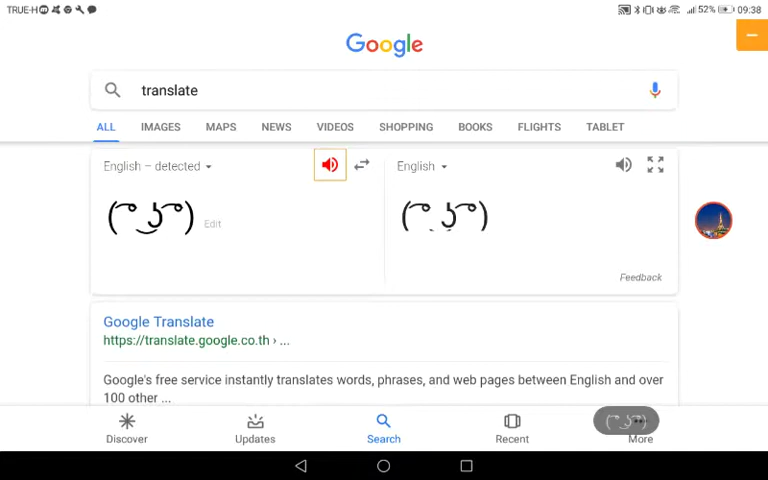 TRUE-H 52% 09:38
Google
translate
ALL IMAGES MAPS NEWS VIDEOS SHOPPING BOOKS FLIGHTS TABLET
English – detected English
( ͡° ͜ʖ ͡°) Edit ( ͡° ͜ʖ ͡°)
Feedback
Google Translate
https://translate.google.co.th › ...
Google's free service instantly translates words, phrases, and web pages between English and over
100 other ...
( ͡° ͜ʖ ͡°)
Discover Updates Search Recent More